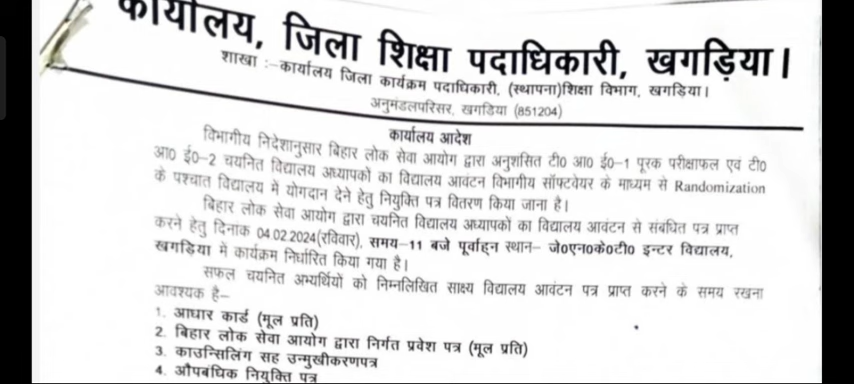 कार्यालय, जिला शिक्षा पदाधिकारी, खगड़िया।
शाखा :–कार्यालय जिला कार्यक्रम पदाधिकारी, (स्थापना)शिक्षा विभाग, खगड़िया।
अनुमंडलपरिसर, खगड़िया (851204)
कार्यालय आदेश
विभागीय निदेशानुसार बिहार लोक सेवा आयोग द्वारा अनुशसित टी० आ० ई०–1 पूरक परीक्षाफल एवं टी०
आ० ई०–2 चयनित विद्यालय अध्यापकों का विद्यालय आवंटन विभागीय सॉफ्टवेयर के माध्यम से Randomization
के पश्चात विद्यालय में योगदान देने हेतु नियुक्ति पत्र वितरण किया जाना है।
बिहार लोक सेवा आयोग द्वारा चयनित विद्यालय अध्यापकों का विद्यालय आवंटन से संबंधित पत्र प्राप्त
करने हेतु दिनांक 04.02.2024(रविवार), समय–11 बजे पूर्वाहन स्थान– जे०एन०के०टी० इन्टर विद्यालय,
खगड़िया में कार्यक्रम निर्धारित किया गया है।
सफल चयनित अभ्यर्थियों को निम्नलिखित साक्ष्य विद्यालय आवंटन पत्र प्राप्त करने के समय रखना
आवश्यक है–
1. आधार कार्ड (मूल प्रति)
2. बिहार लोक सेवा आयोग द्वारा निर्गत प्रवेश पत्र (मूल प्रति)
3. काउन्सिलिंग सह उन्मुखीकरणपत्र
4. औपबंधिक नियुक्ति पत्र